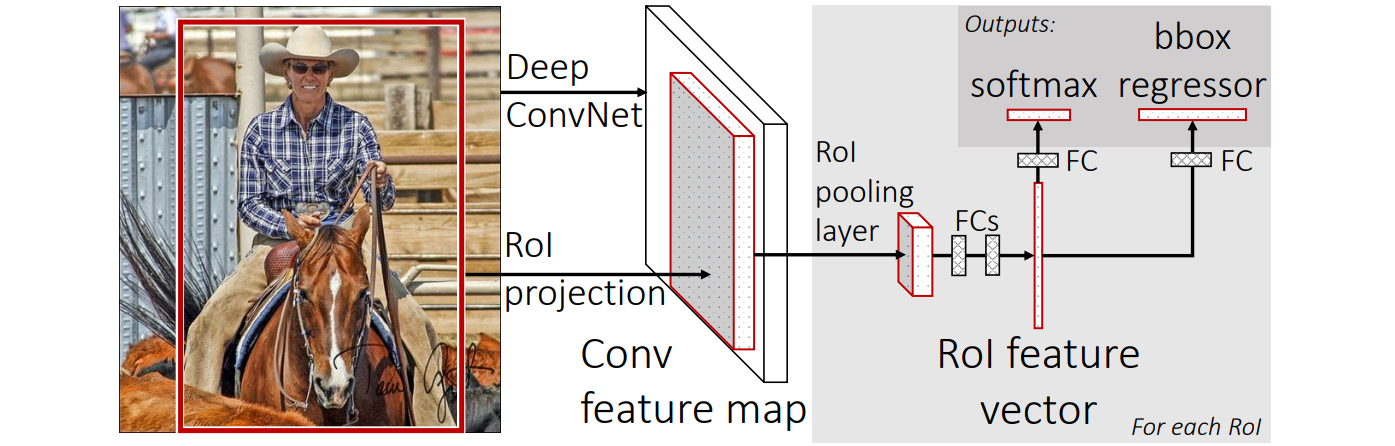 Deep
ConvNet
RoI
projection
Conv
feature map
RoI
pooling
layer
FCs
RoI feature
vector
Outputs:
softmax
bbox
regressor
FC
FC
For each RoI